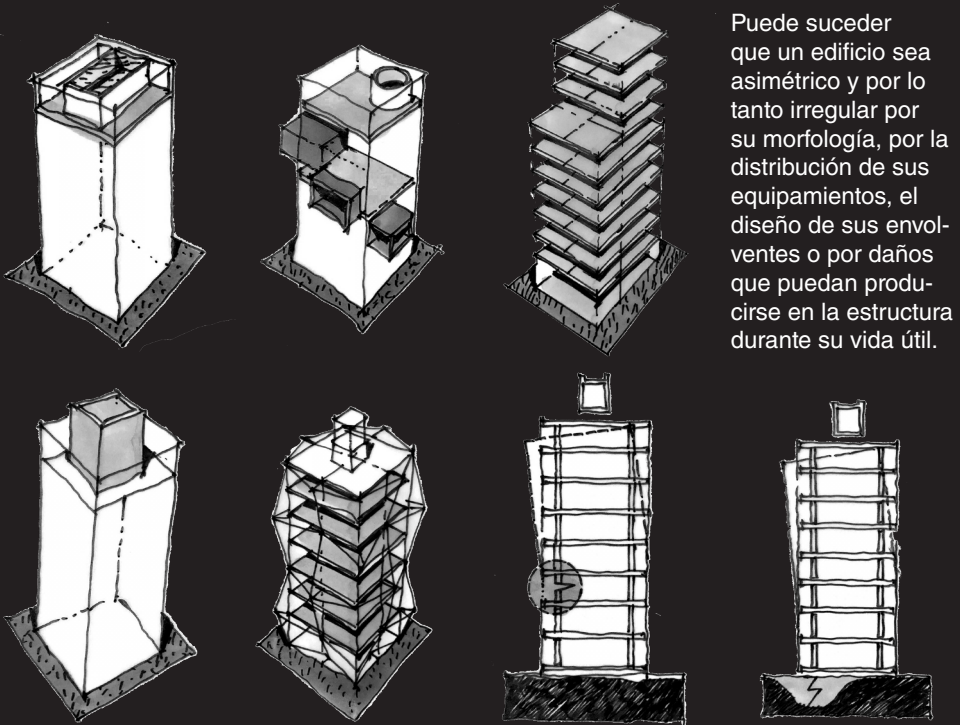 Puede suceder
que un edificio sea
asimétrico y por lo
tanto irregular por
su morfología, por la
distribución de sus
equipamientos, el
diseño de sus envol-
ventes o por daños
que puedan produ-
cirse en la estructura
durante su vida útil.